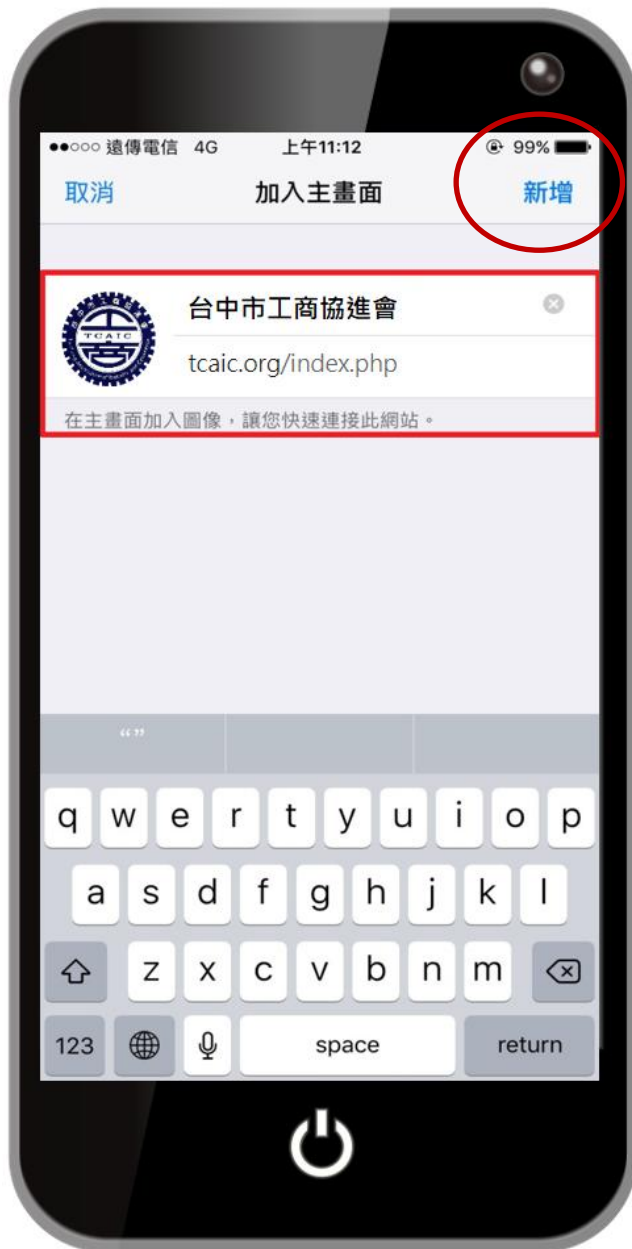 遠傳電信 4G 上午11:12 99%
取消 加入主畫面 新增
台中市工商協進會
TCAIC
tcaic.org/index.php
在主畫面加入圖像，讓您快速連接此網站。
“ ”
q w e r t y u i o p
a s d f g h j k l
z x c v b n m
123 space return